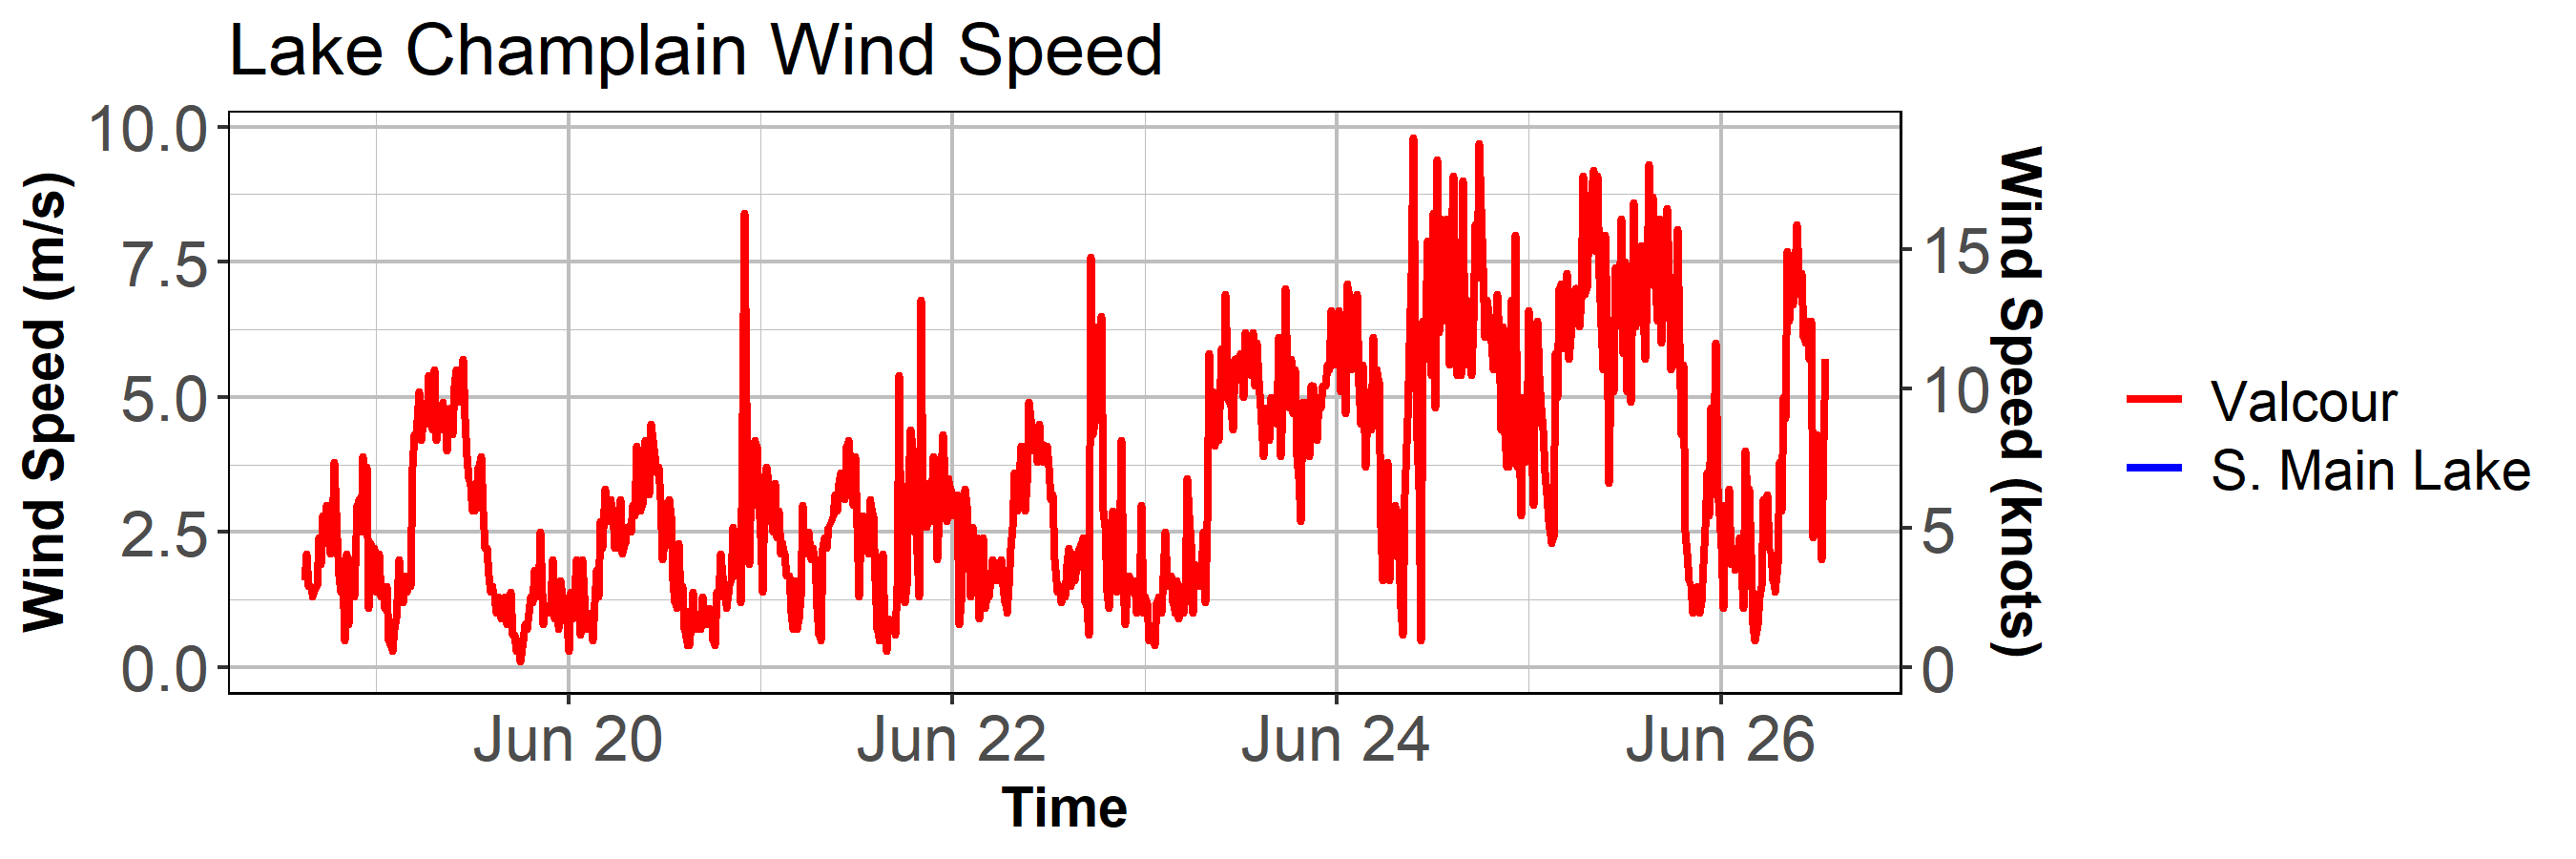 Lake Champlain Wind Speed
Wind Speed (m/s)
10.0
7.5
5.0
2.5
0.0
15
10
5
0
Wind Speed (knots)
Jun 20 Jun 22 Jun 24 Jun 26
Time
Valcour
S. Main Lake